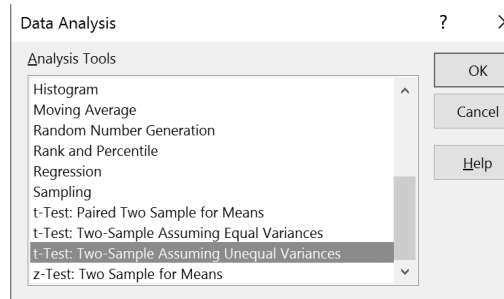 Data Analysis ?
Analysis Tools
OK
Cancel
Help
Histogram
Moving Average
Random Number Generation
Rank and Percentile
Regression
Sampling
t-Test: Paired Two Sample for Means
t-Test: Two-Sample Assuming Equal Variances
t-Test: Two-Sample Assuming Unequal Variances
z-Test: Two Sample for Means